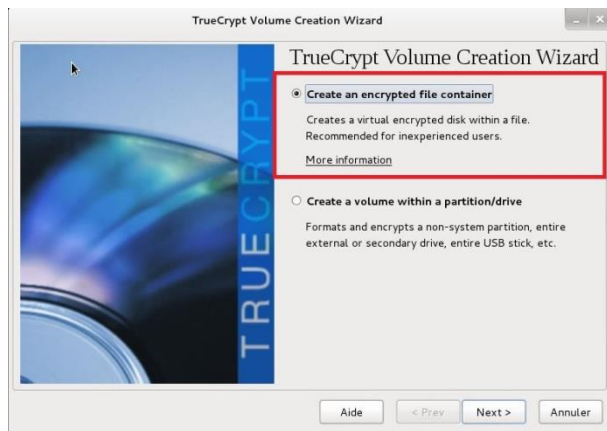 TrueCrypt Volume Creation Wizard
TRUECRYPT
TrueCrypt Volume Creation Wizard
Create an encrypted file container
Creates a virtual encrypted disk within a file.
Recommended for inexperienced users.
More information
Create a volume within a partition/drive
Formats and encrypts a non-system partition, entire
external or secondary drive, entire USB stick, etc.
Aide
< Prev
Next >
Annuler